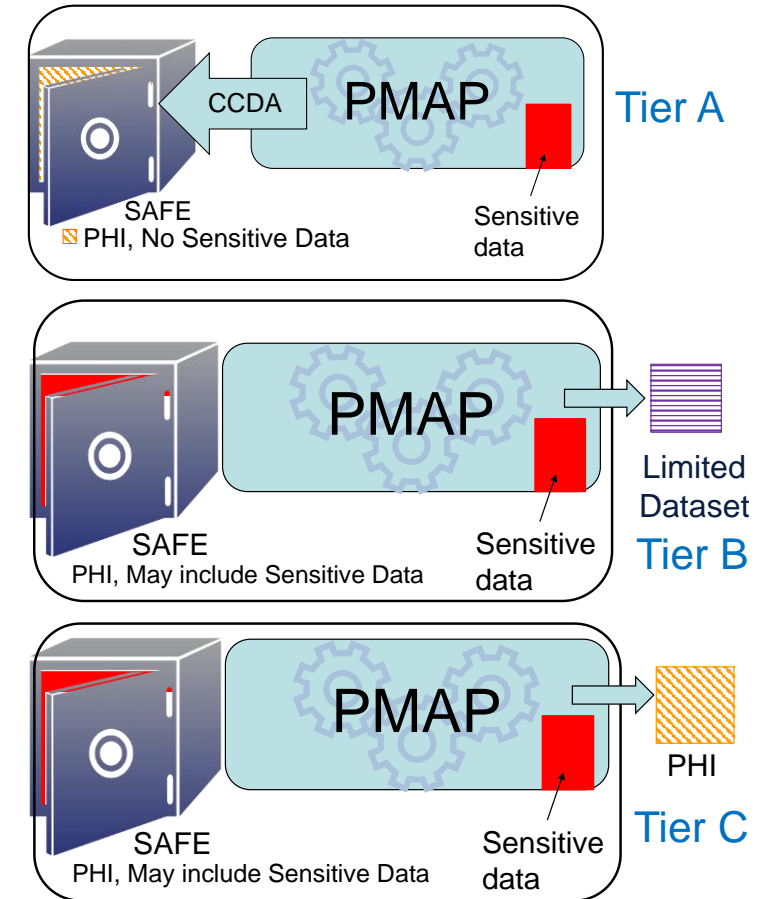 CCDA
PMAP
Tier A
SAFE
PHI, No Sensitive Data
Sensitive
data
PMAP
Limited
Dataset
Tier B
SAFE
PHI, May include Sensitive Data
Sensitive
data
PMAP
PHI
Tier C
SAFE
PHI, May include Sensitive Data
Sensitive
data